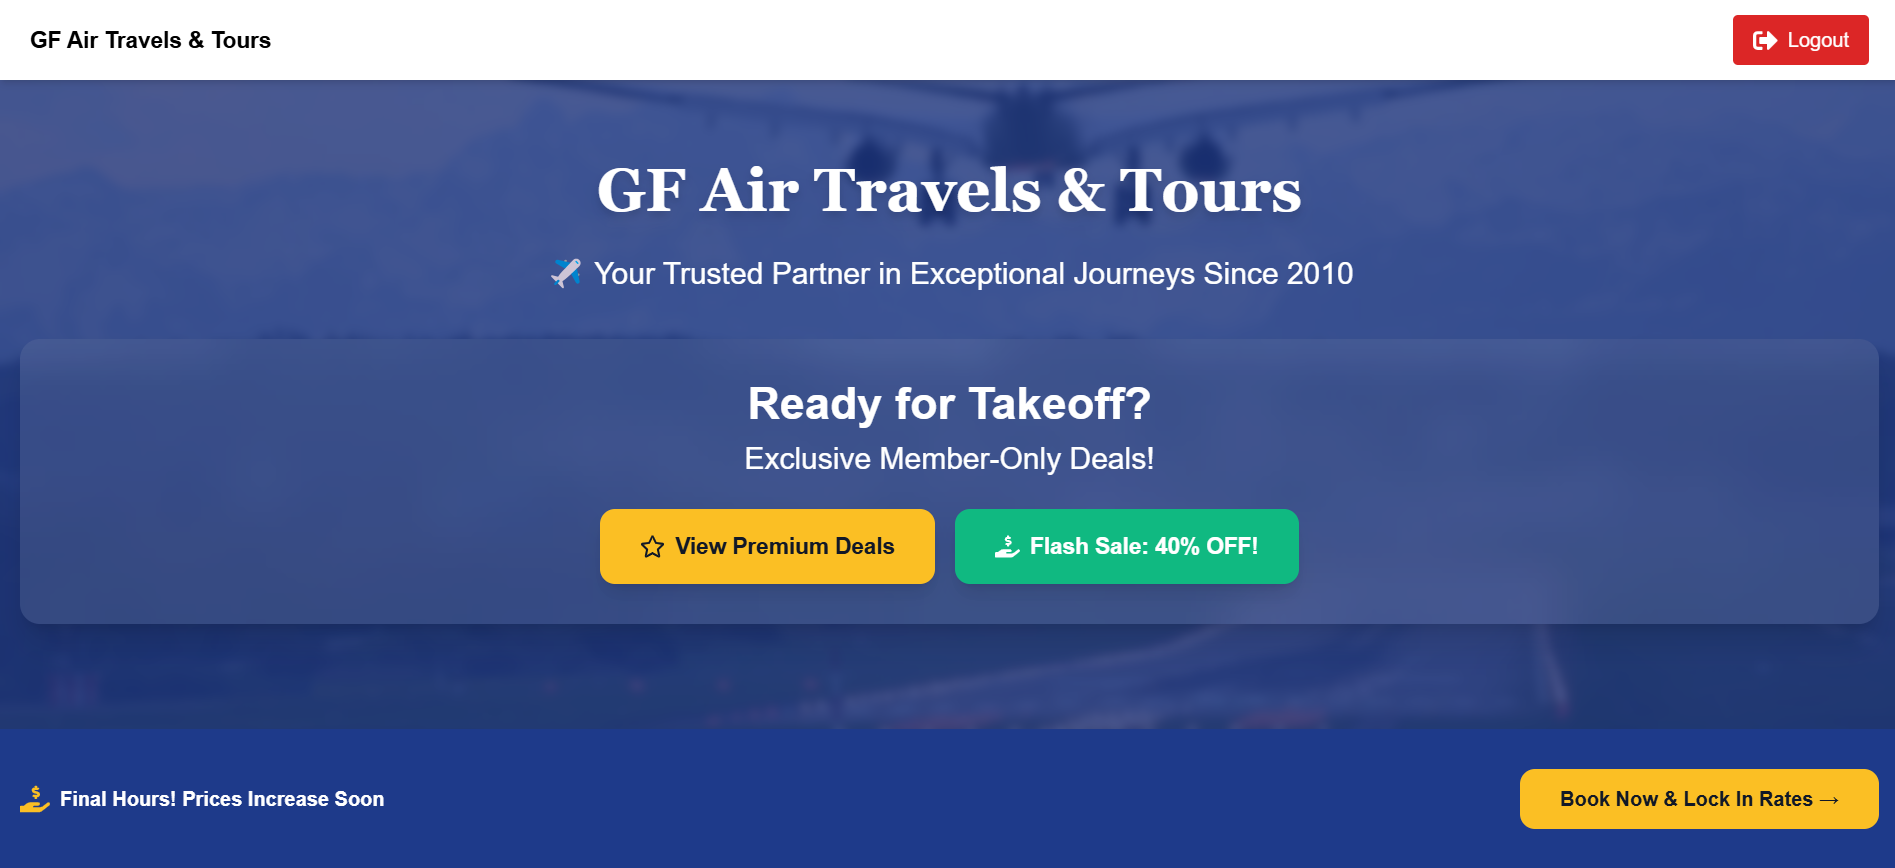 GF Air Travels & Tours
Logout
GF Air Travels & Tours
Your Trusted Partner in Exceptional Journeys Since 2010
Ready for Takeoff?
Exclusive Member-Only Deals!
View Premium Deals
Flash Sale: 40% OFF!
Final Hours! Prices Increase Soon
Book Now & Lock In Rates →